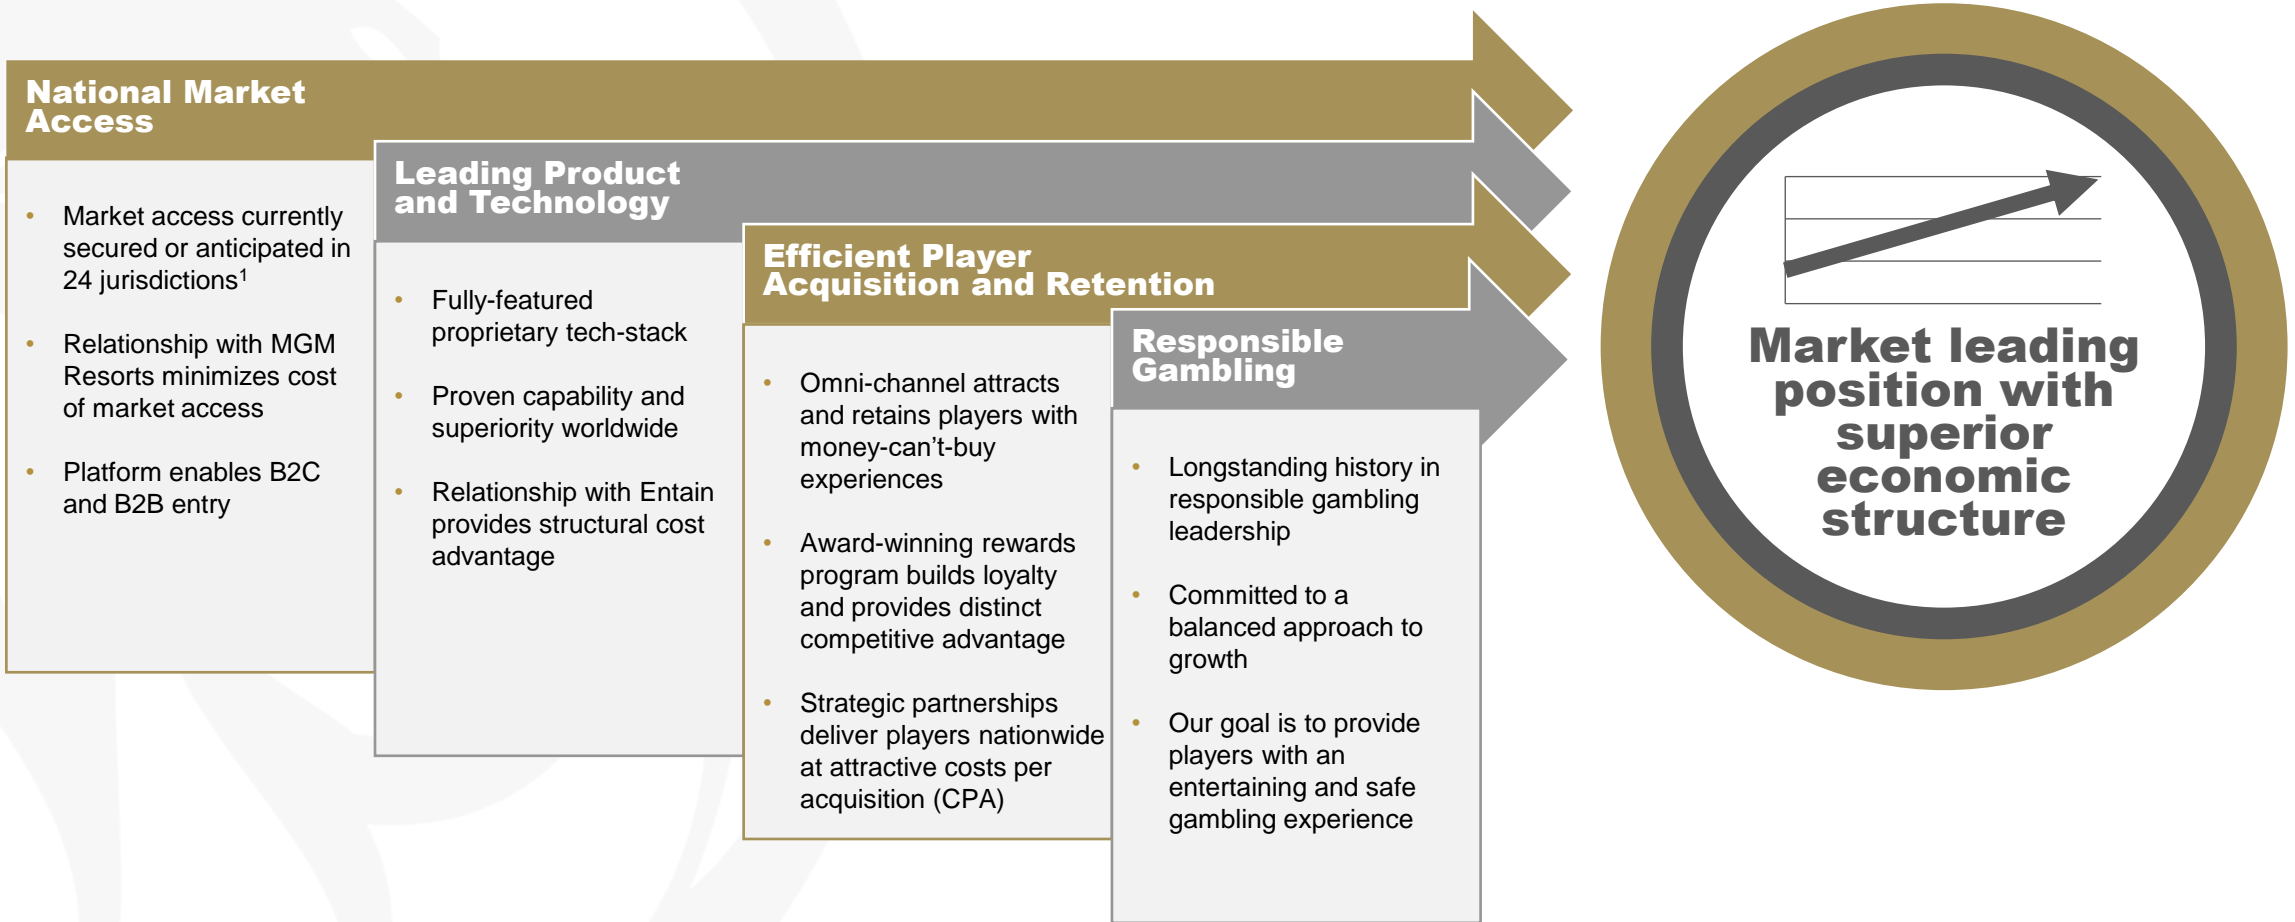 National Market
Access
• Market access currently
secured or anticipated in
24 jurisdictions¹
• Relationship with MGM
Resorts minimizes cost
of market access
• Platform enables B2C
and B2B entry
Leading Product
and Technology
• Fully-featured
proprietary tech-stack
• Proven capability and
superiority worldwide
• Relationship with Entain
provides structural cost
advantage
Efficient Player
Acquisition and Retention
• Omni-channel attracts
and retains players with
money-can’t-buy
experiences
• Award-winning rewards
program builds loyalty
and provides distinct
competitive advantage
• Strategic partnerships
deliver players nationwide
at attractive costs per
acquisition (CPA)
Responsible
Gambling
• Longstanding history in
responsible gambling
leadership
• Committed to a
balanced approach to
growth
• Our goal is to provide
players with an
entertaining and safe
gambling experience
Market leading
position with
superior
economic
structure